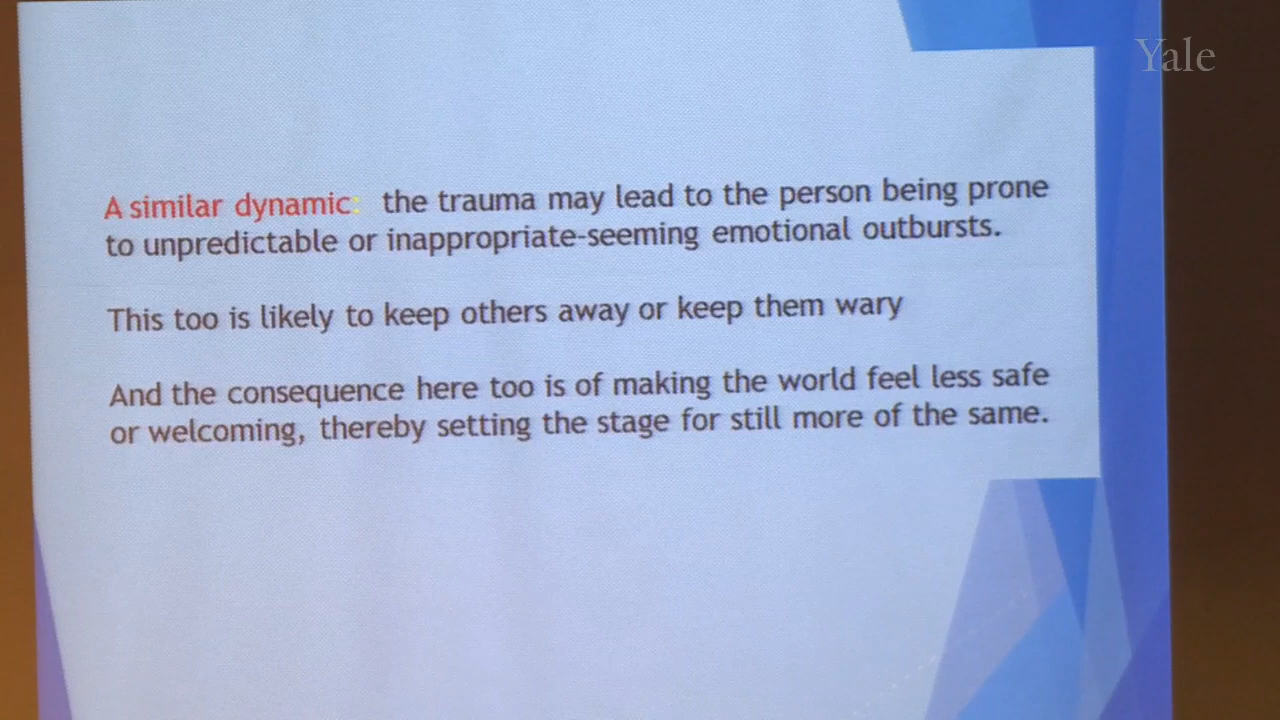 Yale
A similar dynamic: the trauma may lead to the person being prone
to unpredictable or inappropriate-seeming emotional outbursts.
This too is likely to keep others away or keep them wary
And the consequence here too is of making the world feel less safe
or welcoming, thereby setting the stage for still more of the same.